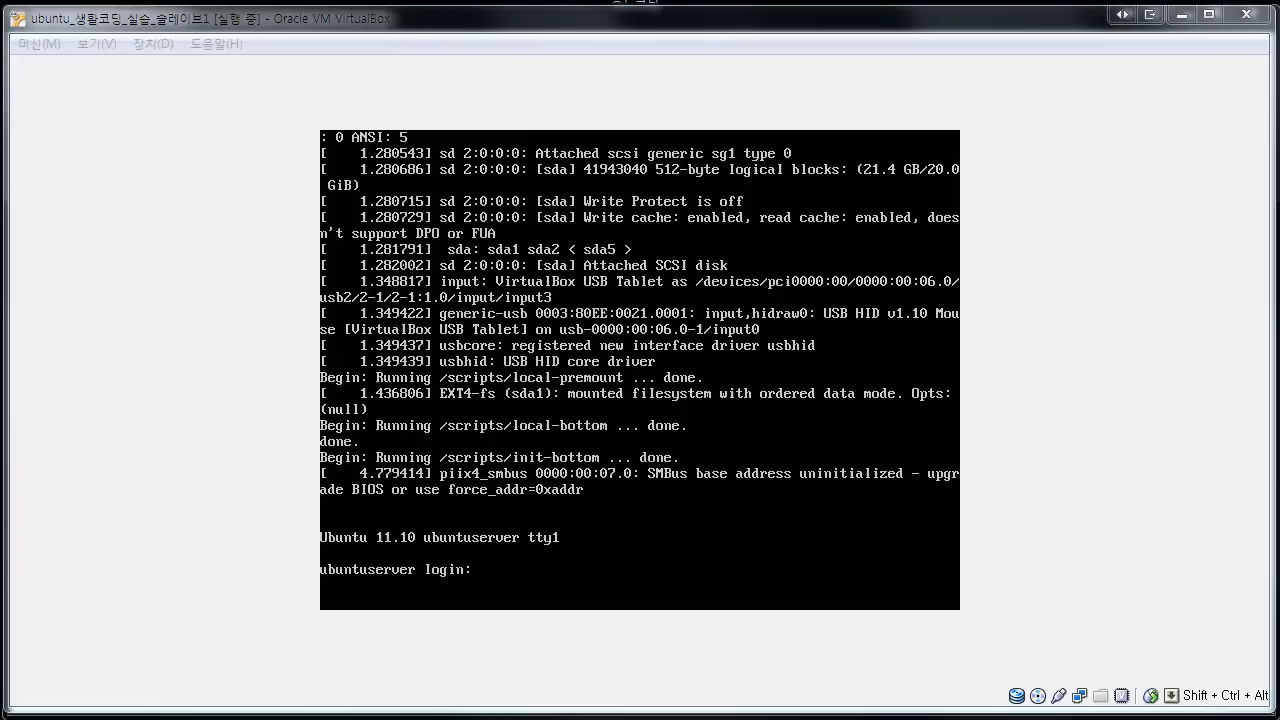 ubuntu_생활코딩_실습_슬레이브1 [실행 중] - Oracle VM VirtualBox
머신(M) 보기(V) 장치(D) 도움말(H)
: 0 ANSI: 5
[    1.280543] sd 2:0:0:0: Attached scsi generic sg1 type 0
[    1.280686] sd 2:0:0:0: [sda] 41943040 512-byte logical blocks: (21.4 GB/20.0
 GiB)
[    1.280715] sd 2:0:0:0: [sda] Write Protect is off
[    1.280729] sd 2:0:0:0: [sda] Write cache: enabled, read cache: enabled, does
n't support DPO or FUA
[    1.281791]  sda: sda1 sda2 < sda5 >
[    1.282002] sd 2:0:0:0: [sda] Attached SCSI disk
[    1.348817] input: VirtualBox USB Tablet as /devices/pci0000:00/0000:00:06.0/
usb2/2-1/2-1:1.0/input/input3
[    1.349422] generic-usb 0003:80EE:0021.0001: input,hidraw0: USB HID v1.10 Mou
se [VirtualBox USB Tablet] on usb-0000:00:06.0-1/input0
[    1.349437] usbcore: registered new interface driver usbhid
[    1.349439] usbhid: USB HID core driver
Begin: Running /scripts/local-premount ... done.
[    1.436806] EXT4-fs (sda1): mounted filesystem with ordered data mode. Opts:
(null)
Begin: Running /scripts/local-bottom ... done.
done.
Begin: Running /scripts/init-bottom ... done.
[    4.779414] piix4_smbus 0000:00:07.0: SMBus base address uninitialized - upgr
ade BIOS or use force_addr=0xaddr
Ubuntu 11.10 ubuntuserver tty1
ubuntuserver login:
Shift + Ctrl + Alt